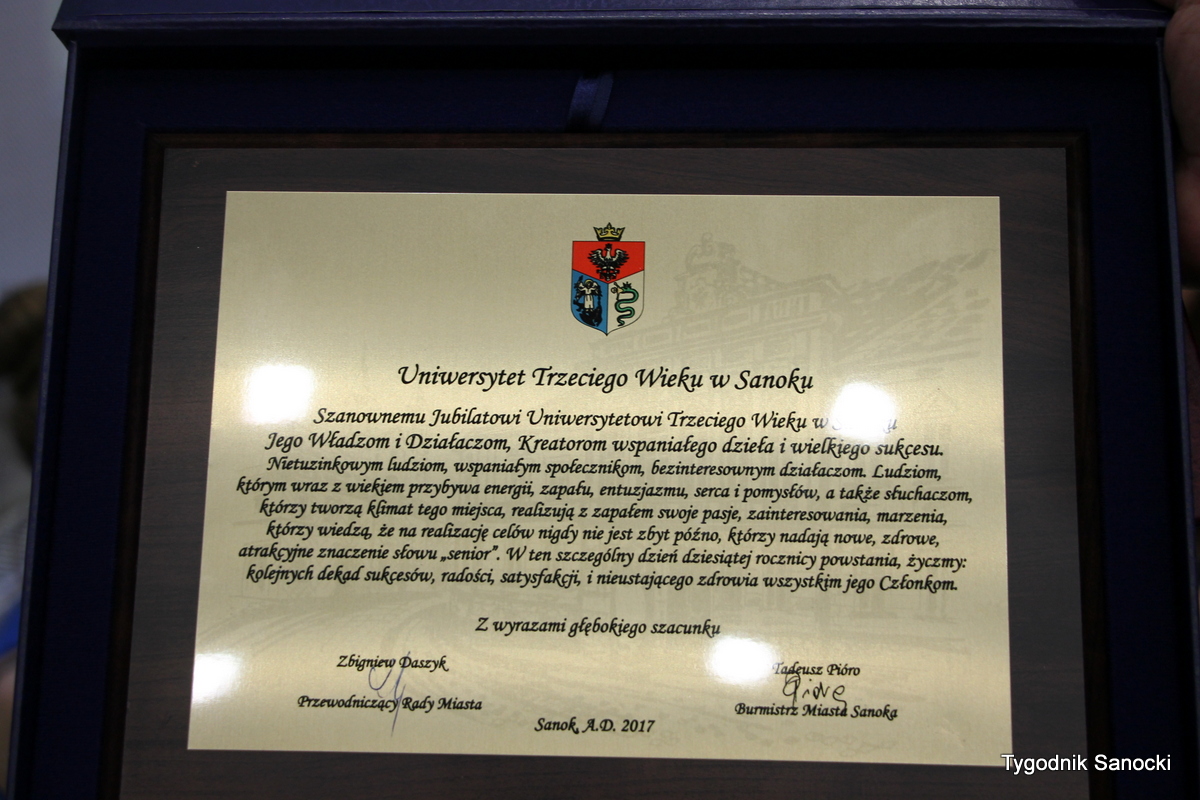 Uniwersytet Trzeciego Wieku w Sanoku
Szanownemu Jubilatowi Uniwersytetowi Trzeciego Wieku w
Jego Władzom i Działaczom, Kreatorom wspaniałego dzieła i wielkiego sukcesu.
Nietuzinkowym ludziom, wspaniałym społecznikom, bezinteresownym działaczom. Ludziom,
którym wraz z wiekiem przybywa energii, zapału, entuzjazmu, serca i pomysłów, a także słuchaczom,
którzy tworzą klimat tego miejsca, realizują z zapałem swoje pasje, zainteresowania, marzenia,
którzy wiedzą, że na realizację celów nigdy nie jest zbyt późno, którzy nadają nowe, zdrowe,
atrakcyjne znaczenie słowu „senior”. W ten szczególny dzień dziesiątej rocznicy powstania, życzmy:
kolejnych dekad sukcesów, radości, satysfakcji, i nieustającego zdrowia wszystkim jego Członkom.
Z wyrazami głębokiego szacunku
Zbigniew Daszyk
Przewodniczący Rady Miasta
Tadeusz Pióro
Burmistrz Miasta Sanoka
Sanok, A.D. 2017
Tygodnik Sanocki